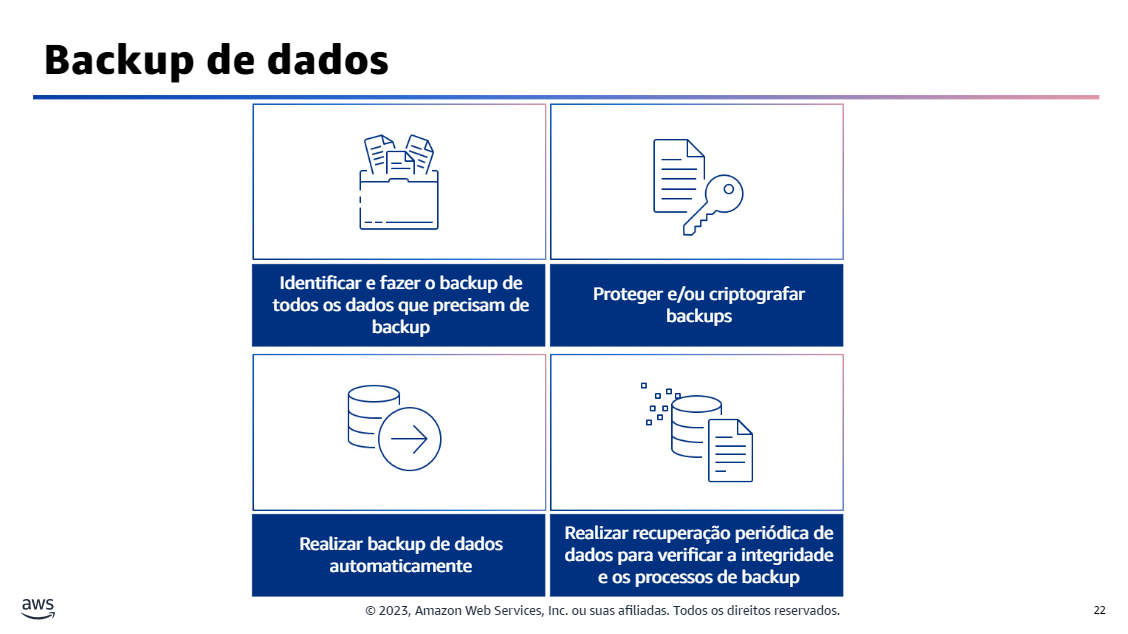 Backup de dados
Identificar e fazer o backup de
todos os dados que precisam de
backup
Proteger e/ou criptografar
backups
Realizar backup de dados
automaticamente
Realizar recuperação periódica de
dados para verificar a integridade
e os processos de backup
aws
© 2023, Amazon Web Services, Inc. ou suas afiliadas. Todos os direitos reservados.
22